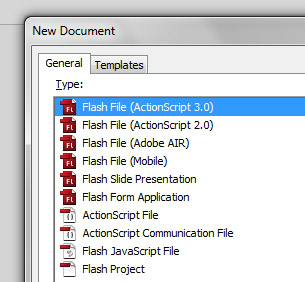 New Document
General Templates
Type:
Flash File (ActionScript 3.0)
Flash File (ActionScript 2.0)
Flash File (Adobe AIR)
Flash File (Mobile)
Flash Slide Presentation
Flash Form Application
ActionScript File
ActionScript Communication File
Flash JavaScript File
Flash Project